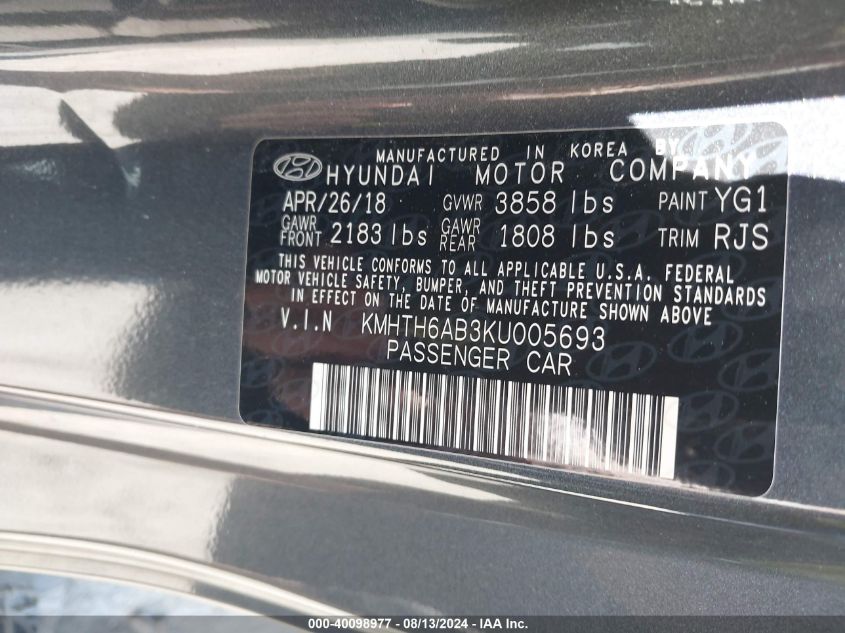 MANUFACTURED IN KOREA BY
HYUNDAI MOTOR COMPANY
APR/26/18 GVWR 3858 lbs PAINT YG1
GAWR FRONT 2183 lbs GAWR REAR 1808 lbs TRIM RJS
THIS VEHICLE CONFORMS TO ALL APPLICABLE U.S.A. FEDERAL
MOTOR VEHICLE SAFETY, BUMPER, AND THEFT PREVENTION STANDARDS
IN EFFECT ON THE DATE OF MANUFACTURE SHOWN ABOVE
V.I.N KMHTH6AB3KU005693
PASSENGER CAR
000-40098977 - 08/13/2024 - IAA Inc.